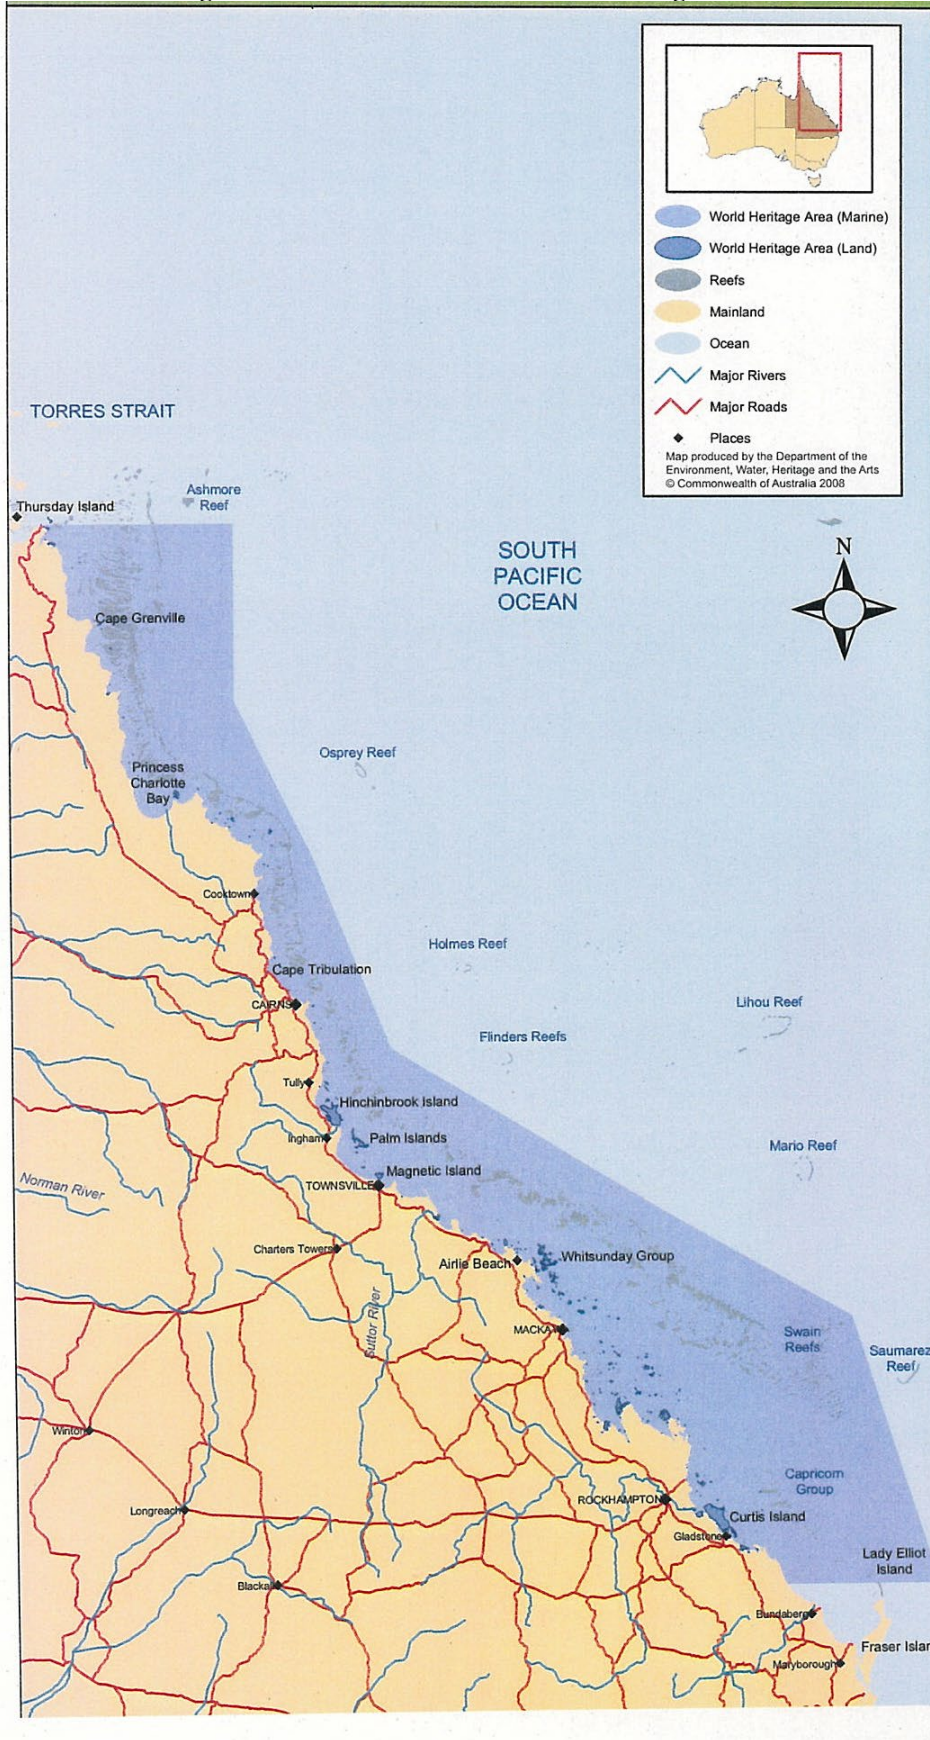 World Heritage Area (Marine)
World Heritage Area (Land)
Reefs
Mainland
Ocean
Major Rivers
Major Roads
Places
Map produced by the Department of the
Environment, Water, Heritage and the Arts
© Commonwealth of Australia 2008
TORRES STRAIT
Ashmore
Reef
Thursday Island
SOUTH
PACIFIC
OCEAN
N
Cape Grenville
Osprey Reef
Princess
Charlotte
Bay
Cooktown
Holmes Reef
Cape Tribulation
CAIRNS
Lihou Reef
Flinders Reefs
Tully
Hinchinbrook Island
Ingham
Palm Islands
Mario Reef
Magnetic Island
TOWNSVILLE
Norman River
Charters Towers
Airlie Beach
Whitsunday Group
Suttor River
MACKAY
Swain
Reefs
Saumarez
Reef
Winton
Capricorn
Group
ROCKHAMPTON
Longreach
Curtis Island
Gladstone
Lady Elliot
Island
Blackall
Bundaberg
Fraser Islan
Maryborough